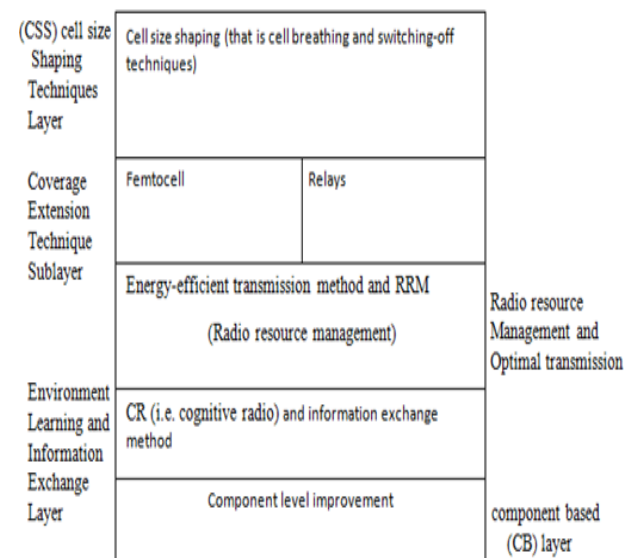 (CSS) cell size
Shaping
Techniques
Layer
Cell size shaping (that is cell breathing and switching-off
techniques)
Coverage
Extension
Technique
Sublayer
Femtocell
Relays
Energy-efficient transmission method and RRM
(Radio resource management)
Radio resource
Management and
Optimal transmission
Environment
Learning and
Information
Exchange
Layer
CR (i.e. cognitive radio) and information exchange
method
Component level improvement
component based
(CB) layer